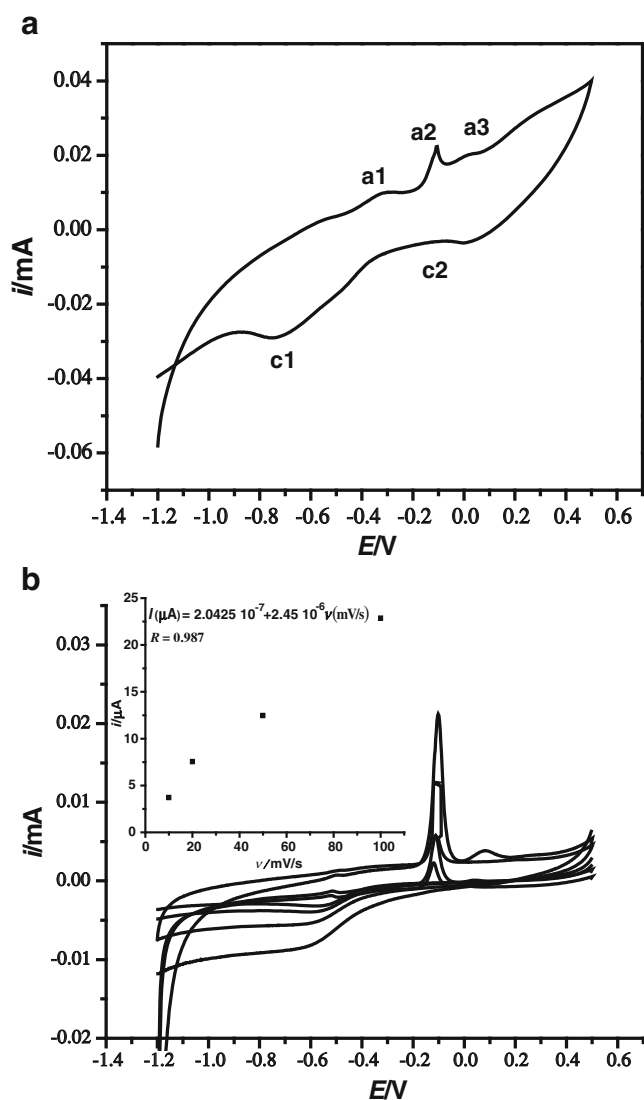 a
0.04
0.02
0.00
-0.02
-0.04
-0.06
i/mA
a1
a2
a3
c1
c2
-1.4 -1.2 -1.0 -0.8 -0.6 -0.4 -0.2 0.0 0.2 0.4 0.6
E/V
b
0.03
0.02
0.01
0.00
-0.01
-0.02
i/mA
25
20
15
10
5
0
i/μA
I(μA) = 2.0425 10⁻⁷+2.45 10⁻⁶ν(mV/s)
R = 0.987
0 20 40 60 80 100
ν/mV/s
-1.4 -1.2 -1.0 -0.8 -0.6 -0.4 -0.2 0.0 0.2 0.4 0.6
E/V